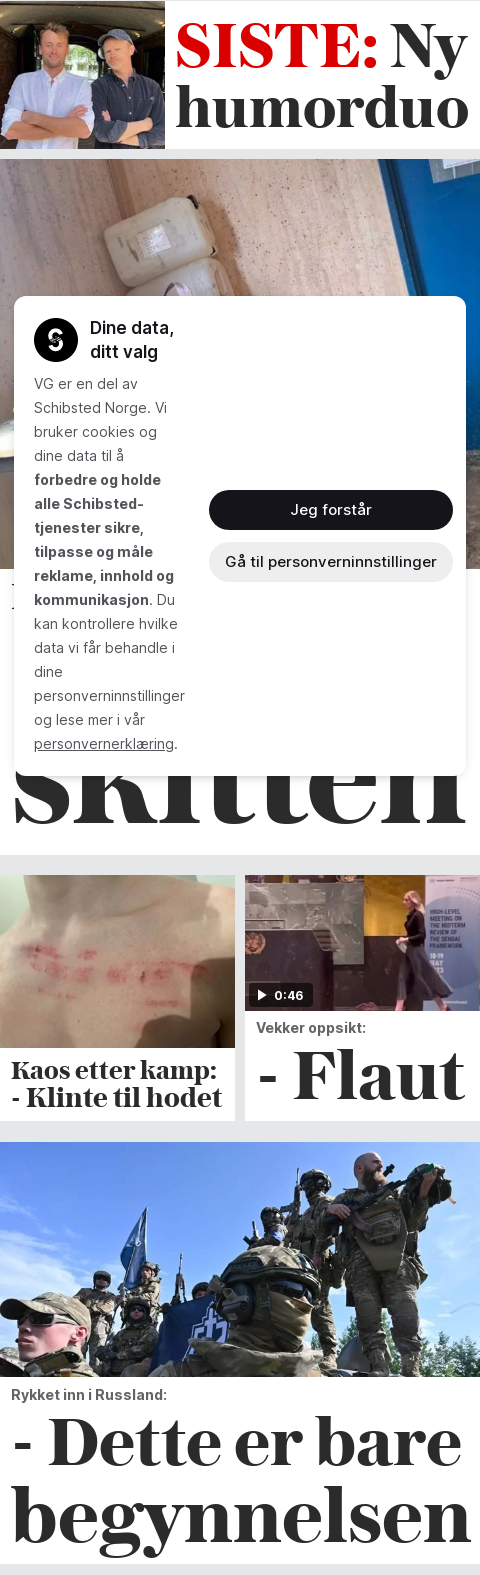 SISTE: Ny
humorduo
Dine data,
ditt valg
VG er en del av
Schibsted Norge. Vi
bruker cookies og
dine data til å
forbedre og holde
alle Schibsted-
tjenester sikre,
tilpasse og måle
reklame, innhold og
kommunikasjon. Du
kan kontrollere hvilke
data vi får behandle i
dine
personverninnstillinger
og lese mer i vår
personvernerklæring.
Jeg forstår
Gå til personverninnstillinger
skitten
Kaos etter kamp:
- Klinte til hodet
HIGH-LEVEL
MEETING ON
THE MIDTERM
REVIEW OF
THE SENDAI
FRAMEWORK
18-19
MAY
0:46
Vekker oppsikt:
- Flaut
Rykket inn i Russland:
- Dette er bare
begynnelsen